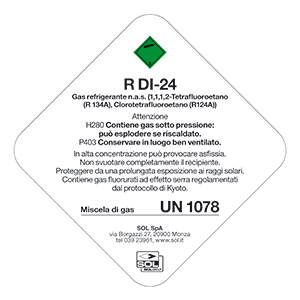 R DI-24
Gas refrigerante n.a.s. (1,1,1,2-Tetrafluoroetano
(R 134A), Clorotetrafluoroetano (R124A))
Attenzione
H280 Contiene gas sotto pressione:
può esplodere se riscaldato.
P403 Conservare in luogo ben ventilato.
In alta concentrazione può provocare asfissia.
Non svuotare completamente il recipiente.
Proteggere da una prolungata esposizione ai raggi solari.
Contiene gas fluorurati ad effetto serra regolamentati
dal protocollo di Kyoto.
Miscela di gas UN 1078
SOL SpA
via Borgazzi 27, 20900 Monza
tel 039 23961, www.sol.it
SOL